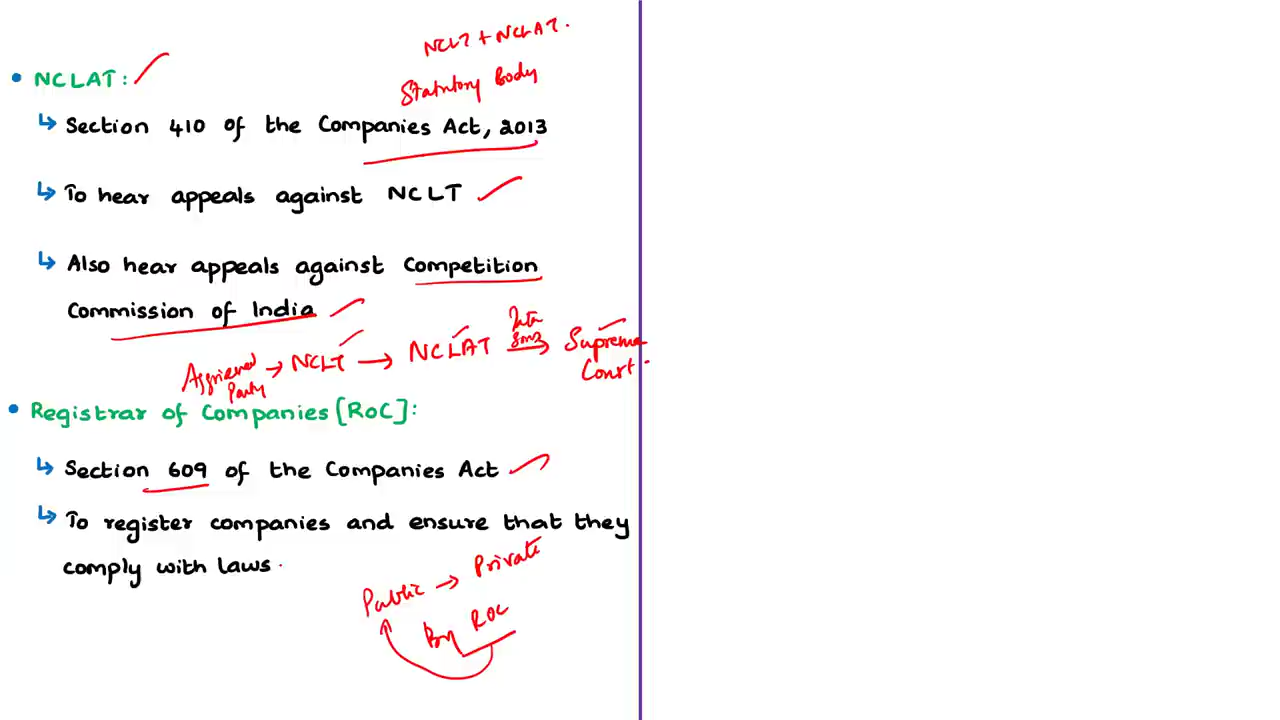 NCLT + NCLAT.
• NCLAT:
Statutory Body
↳ Section 410 of the Companies Act, 2013
↳ To hear appeals against NCLT
↳ Also hear appeals against Competition
Commission of India
Aggrieved Party → NCLT → NCLAT → Supreme Court.
• Registrar of Companies [RoC]:
↳ Section 609 of the Companies Act
↳ To register companies and ensure that they
comply with laws.
Public → Private
By ROC